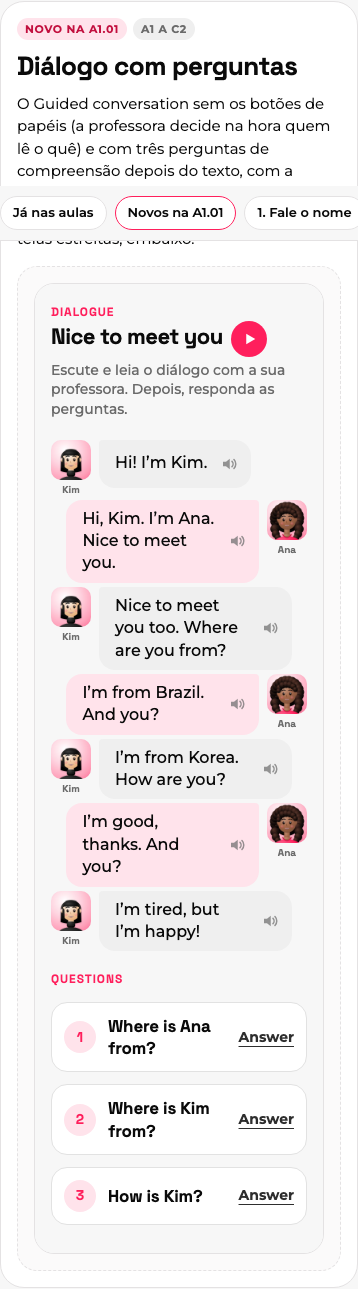 NOVO NA A1.01 A1 A C2
Diálogo com perguntas
O Guided conversation sem os botões de
papéis (a professora decide na hora quem
lê o quê) e com três perguntas de
compreensão depois do texto, com a
Já nas aulas Novos na A1.01 1. Fale o nome
telas estreitas, embaixo.
DIALOGUE
Nice to meet you
Escute e leia o diálogo com a sua
professora. Depois, responda as
perguntas.
Hi! I’m Kim.
Kim
Hi, Kim. I’m Ana.
Nice to meet
you.
Ana
Nice to meet
you too. Where
are you from?
Kim
I’m from Brazil.
And you?
Ana
I’m from Korea.
How are you?
Kim
I’m good,
thanks. And
you?
Ana
I’m tired, but
I’m happy!
Kim
QUESTIONS
1 Where is Ana
from?
Answer
2 Where is Kim
from?
Answer
3 How is Kim? Answer